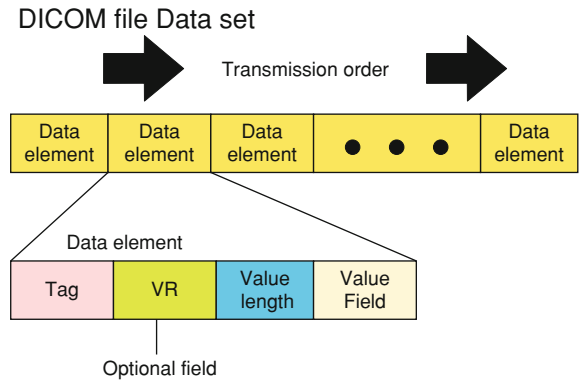 DICOM file Data set
Transmission order
Data element
Data element
Data element
Data element
Data element
Tag
VR
Value length
Value Field
Optional field